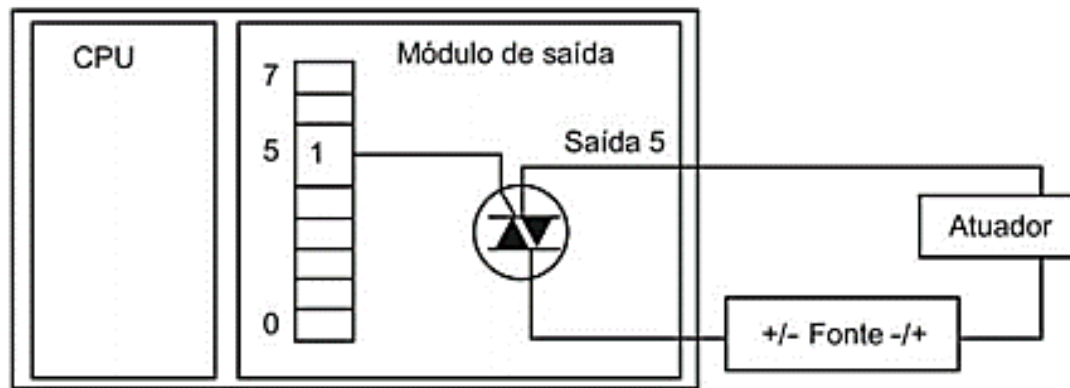 CPU
Módulo de saída
7
5
1
0
Saída 5
Atuador
+/- Fonte -/+